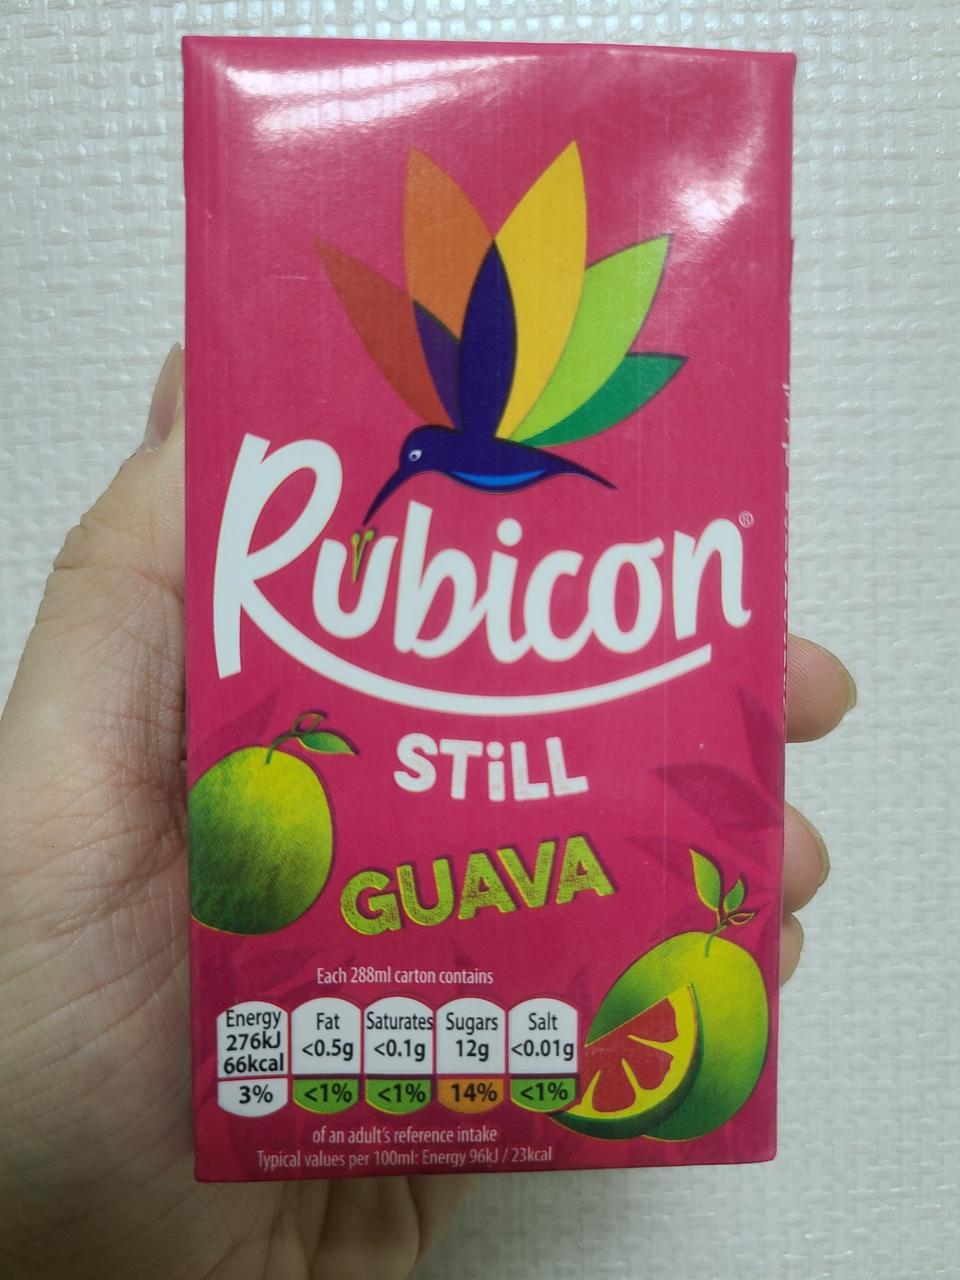 Rubicon®
STiLL
GUAVA
Each 288ml carton contains
Energy 276kJ 66kcal 3%
Fat <0.5g <1%
Saturates <0.1g <1%
Sugars 12g 14%
Salt <0.01g <1%
of an adult's reference intake
Typical values per 100ml: Energy 96kJ / 23kcal